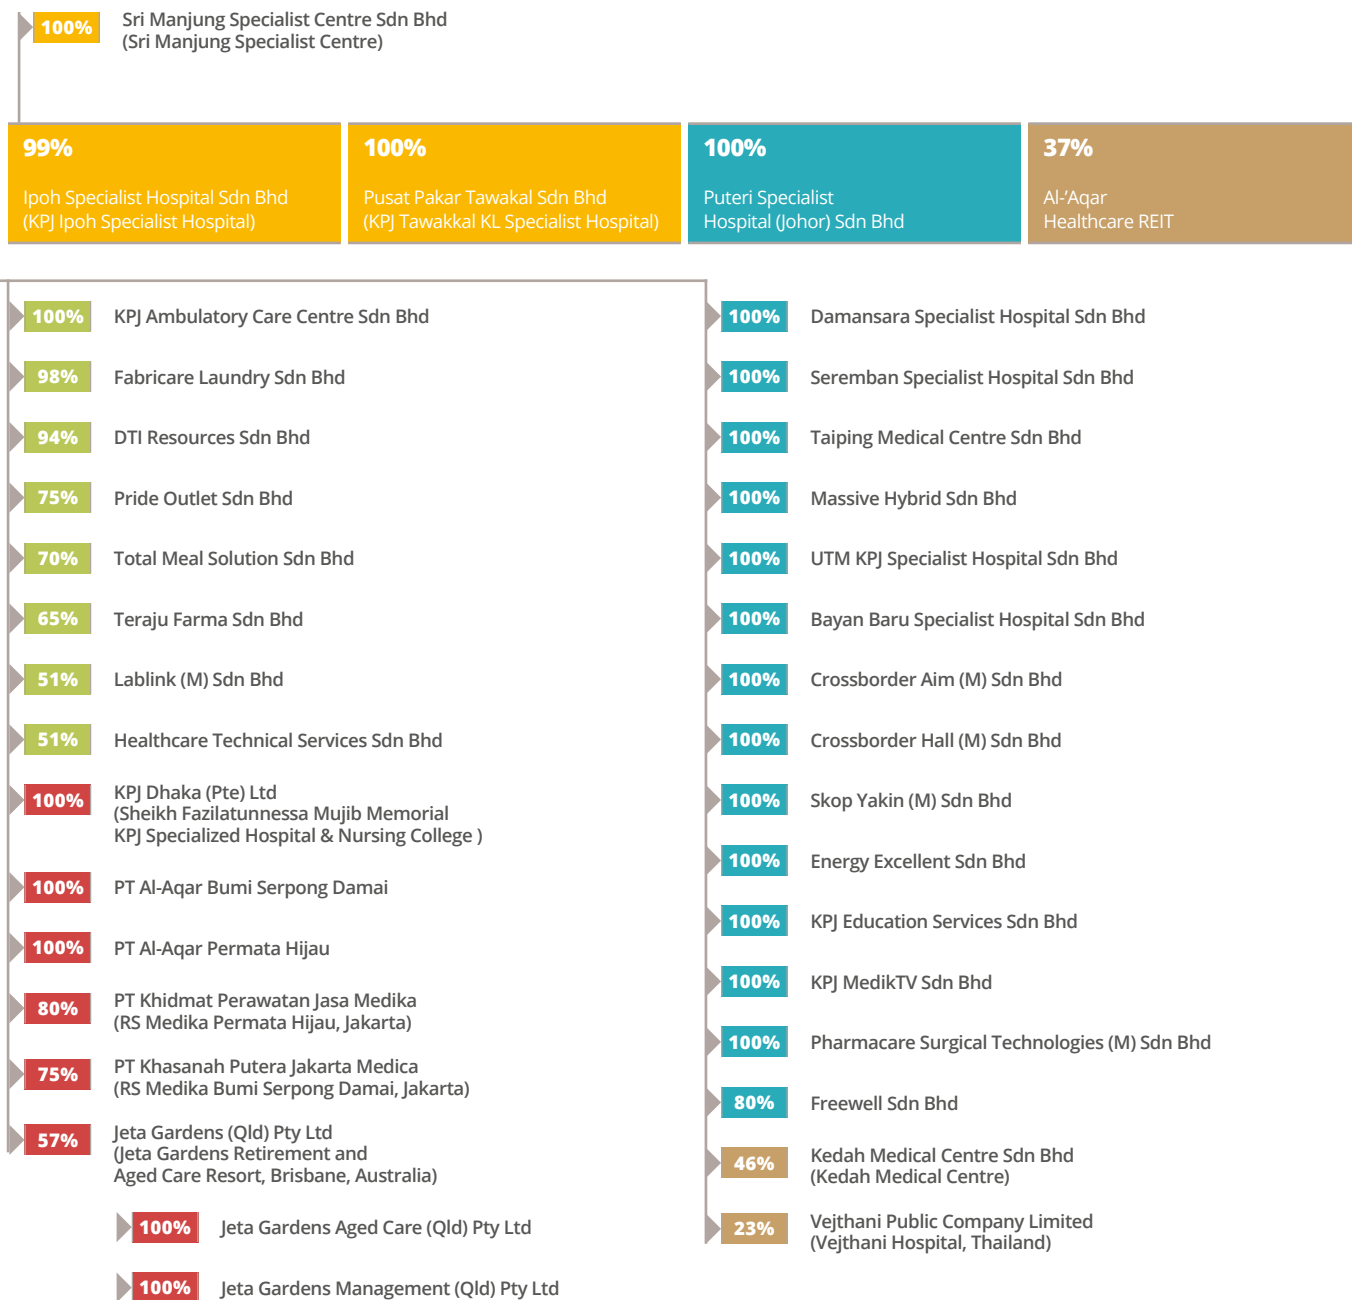 100%
Sri Manjung Specialist Centre Sdn Bhd
(Sri Manjung Specialist Centre)
99%
Ipoh Specialist Hospital Sdn Bhd
(KPJ Ipoh Specialist Hospital)
100%
Pusat Pakar Tawakal Sdn Bhd
(KPJ Tawakkal KL Specialist Hospital)
100%
Puteri Specialist
Hospital (Johor) Sdn Bhd
37%
Al-'Aqar
Healthcare REIT
100% KPJ Ambulatory Care Centre Sdn Bhd
98% Fabricare Laundry Sdn Bhd
94% DTI Resources Sdn Bhd
75% Pride Outlet Sdn Bhd
70% Total Meal Solution Sdn Bhd
65% Teraju Farma Sdn Bhd
51% Lablink (M) Sdn Bhd
51% Healthcare Technical Services Sdn Bhd
100% KPJ Dhaka (Pte) Ltd
(Sheikh Fazilatunnessa Mujib Memorial
KPJ Specialized Hospital & Nursing College )
100% PT Al-Aqar Bumi Serpong Damai
100% PT Al-Aqar Permata Hijau
80% PT Khidmat Perawatan Jasa Medika
(RS Medika Permata Hijau, Jakarta)
75% PT Khasanah Putera Jakarta Medica
(RS Medika Bumi Serpong Damai, Jakarta)
57% Jeta Gardens (Qld) Pty Ltd
(Jeta Gardens Retirement and
Aged Care Resort, Brisbane, Australia)
100% Jeta Gardens Aged Care (Qld) Pty Ltd
100% Jeta Gardens Management (Qld) Pty Ltd
100% Damansara Specialist Hospital Sdn Bhd
100% Seremban Specialist Hospital Sdn Bhd
100% Taiping Medical Centre Sdn Bhd
100% Massive Hybrid Sdn Bhd
100% UTM KPJ Specialist Hospital Sdn Bhd
100% Bayan Baru Specialist Hospital Sdn Bhd
100% Crossborder Aim (M) Sdn Bhd
100% Crossborder Hall (M) Sdn Bhd
100% Skop Yakin (M) Sdn Bhd
100% Energy Excellent Sdn Bhd
100% KPJ Education Services Sdn Bhd
100% KPJ MedikTV Sdn Bhd
100% Pharmacare Surgical Technologies (M) Sdn Bhd
80% Freewell Sdn Bhd
46% Kedah Medical Centre Sdn Bhd
(Kedah Medical Centre)
23% Vejthani Public Company Limited
(Vejthani Hospital, Thailand)